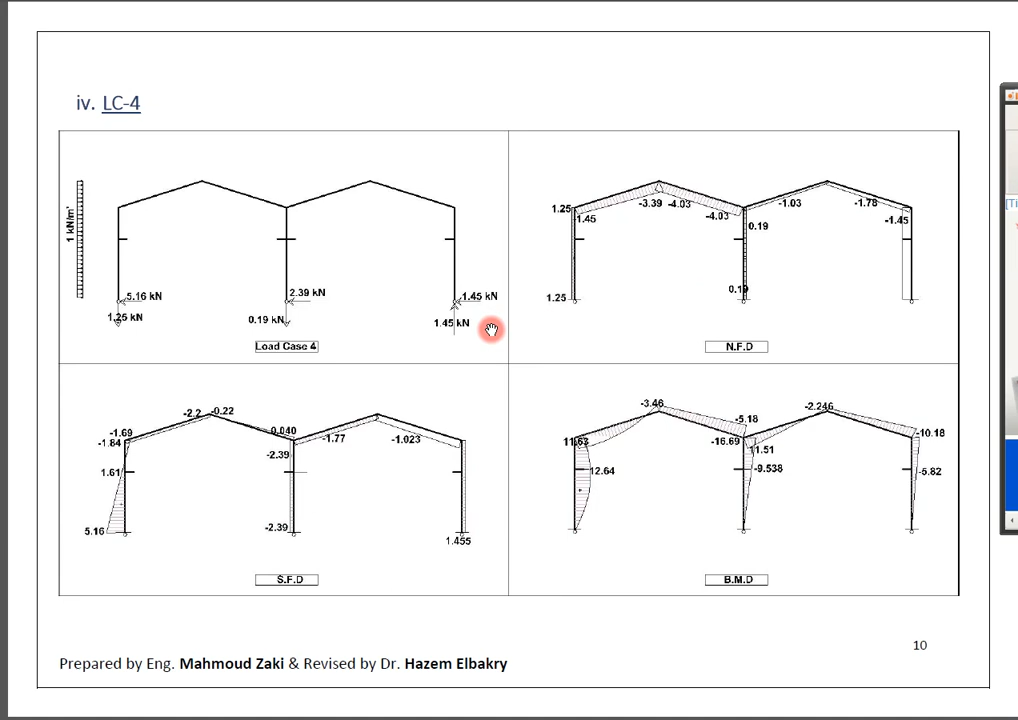 iv. LC-4
1 kN/m'
5.16 kN
1.25 kN
2.39 kN
0.19 kN
1.45 kN
1.45 kN
Load Case 4
1.25
-1.45
-3.39
-4.03
-4.03
0.19
0.19
1.25
-1.03
-1.78
-1.45
N.F.D
-2.2
-0.22
-1.69
-1.84
1.61
5.16
0.040
-2.39
-2.39
-1.77
-1.023
1.455
S.F.D
-3.46
-5.18
11.63
12.64
-16.69
-9.538
-2.246
-10.18
-5.82
B.M.D
10
Prepared by Eng. Mahmoud Zaki & Revised by Dr. Hazem Elbakry